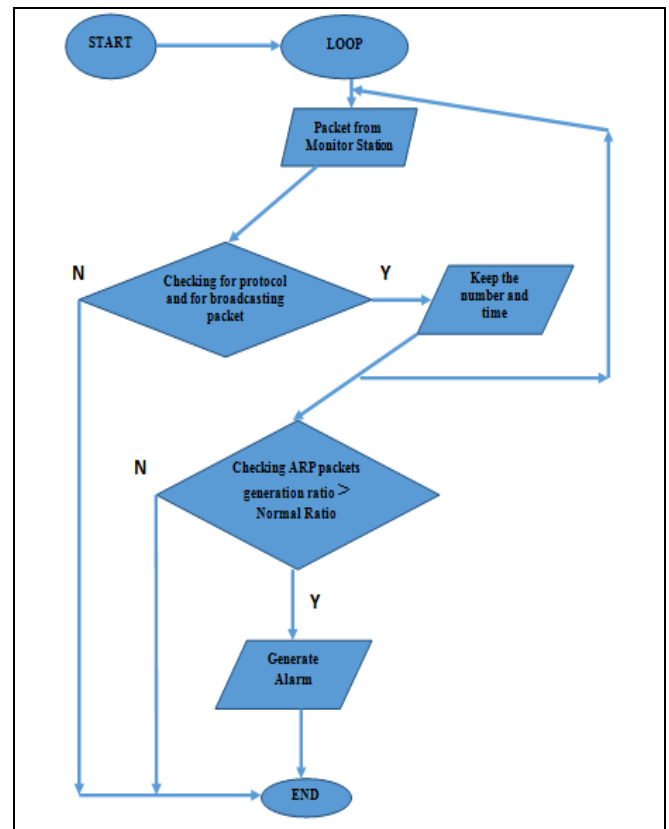 START
LOOP
Packet from
Monitor Station
N
Checking for protocol
and for broadcasting
packet
Y
Keep the
number and
time
N
Checking ARP packets
generation ratio >
Normal Ratio
Y
Generate
Alarm
END